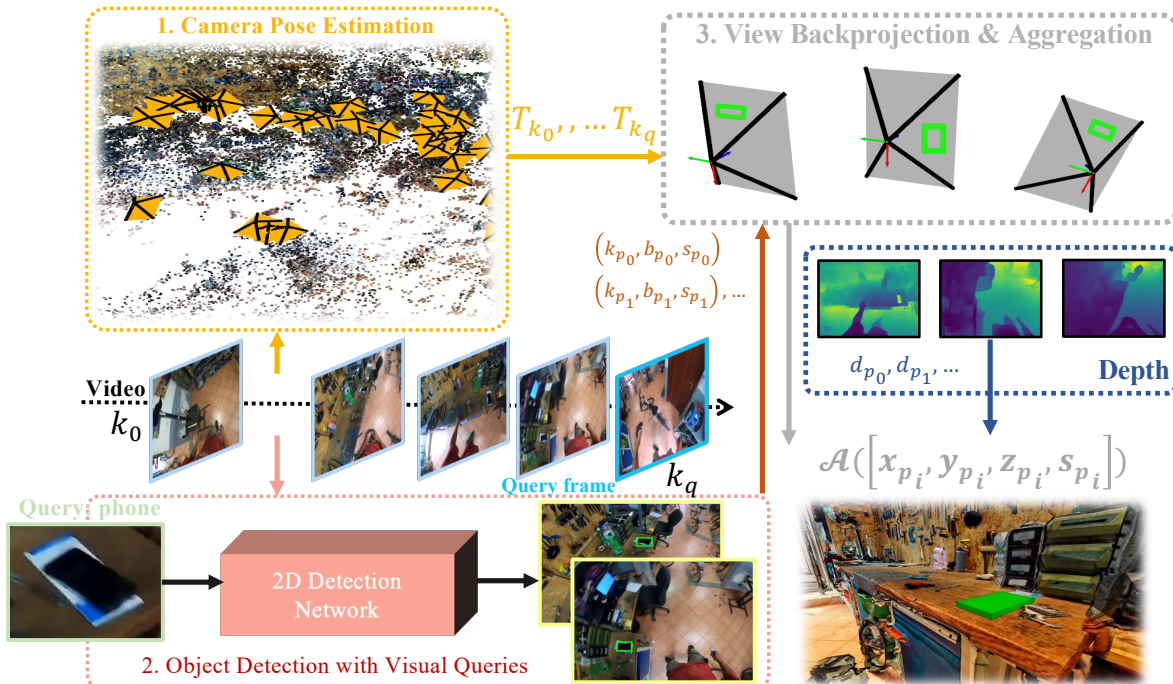 1. Camera Pose Estimation
3. View Backprojection & Aggregation
T_{k_0}, , … T_{k_q}
(k_{p_0}, b_{p_0}, s_{p_0})
(k_{p_1}, b_{p_1}, s_{p_1}), …
d_{p_0}, d_{p_1}, …
Depth
Video
k_0
Query frame
k_q
𝒜([x_{p_i}, y_{p_i}, z_{p_i}, s_{p_i}])
Query: phone
2D Detection
Network
2. Object Detection with Visual Queries